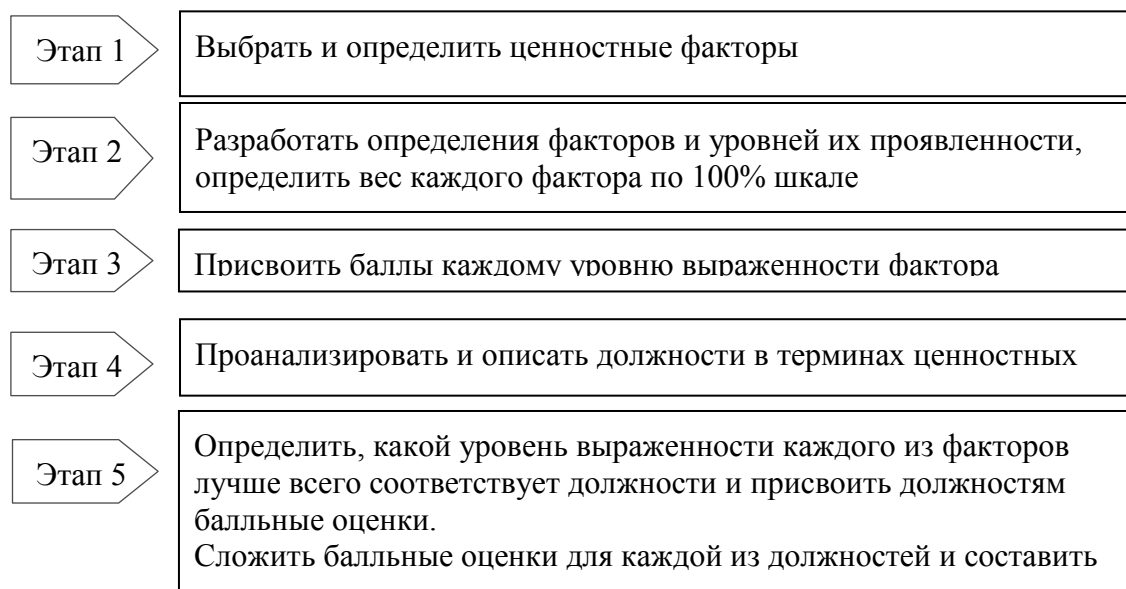 Этап 1
Выбрать и определить ценностные факторы
Этап 2
Разработать определения факторов и уровней их проявленности,
определить вес каждого фактора по 100% шкале
Этап 3
Присвоить баллы каждому уровню выраженности фактора
Этап 4
Проанализировать и описать должности в терминах ценностных
Этап 5
Определить, какой уровень выраженности каждого из факторов
лучше всего соответствует должности и присвоить должностям
балльные оценки.
Сложить балльные оценки для каждой из должностей и составить